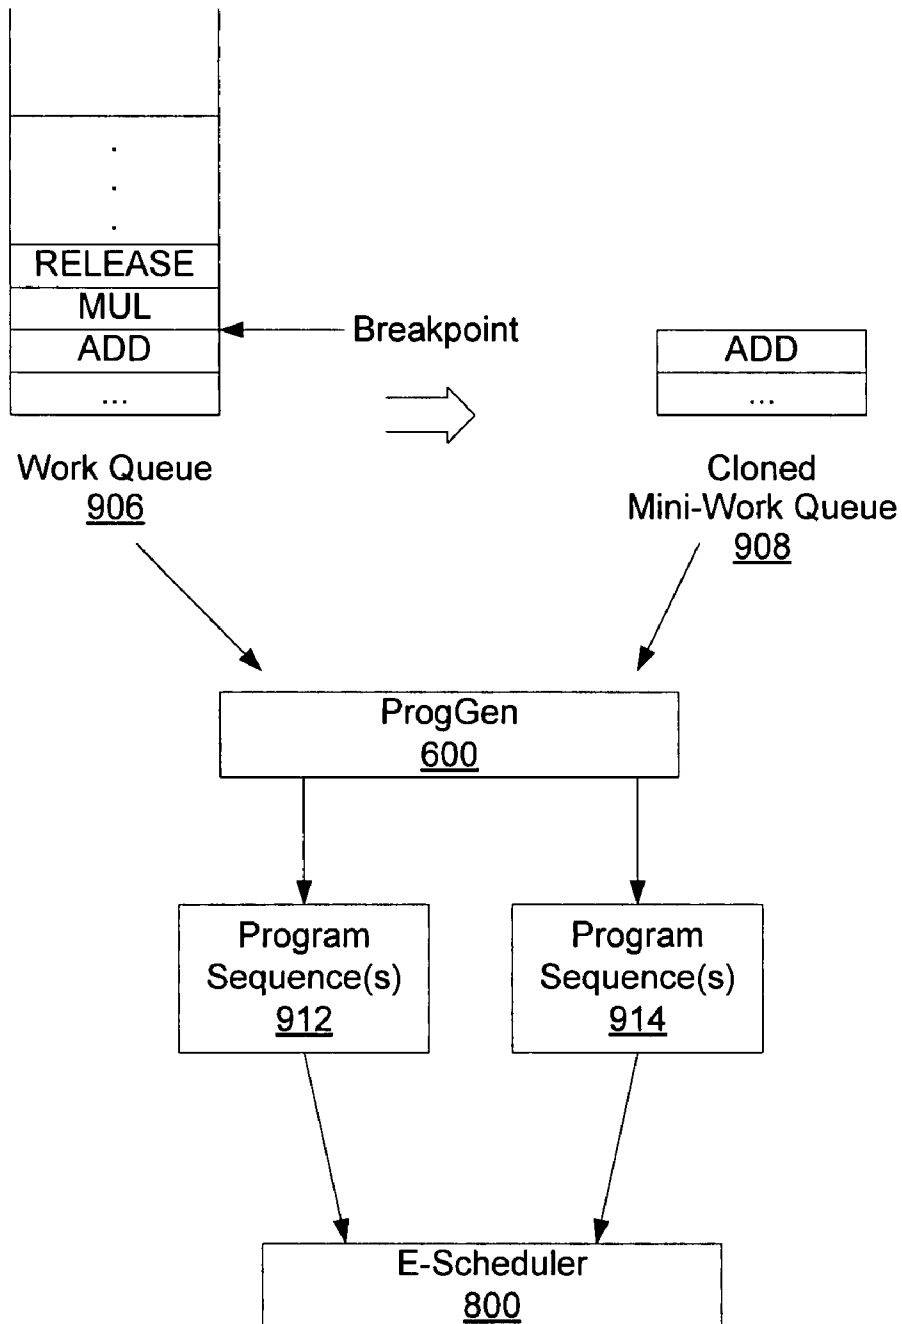 .
.
.
RELEASE
MUL
ADD
...
Breakpoint
ADD
...
Work Queue
906
Cloned
Mini-Work Queue
908
ProgGen
600
Program
Sequence(s)
912
Program
Sequence(s)
914
E-Scheduler
800